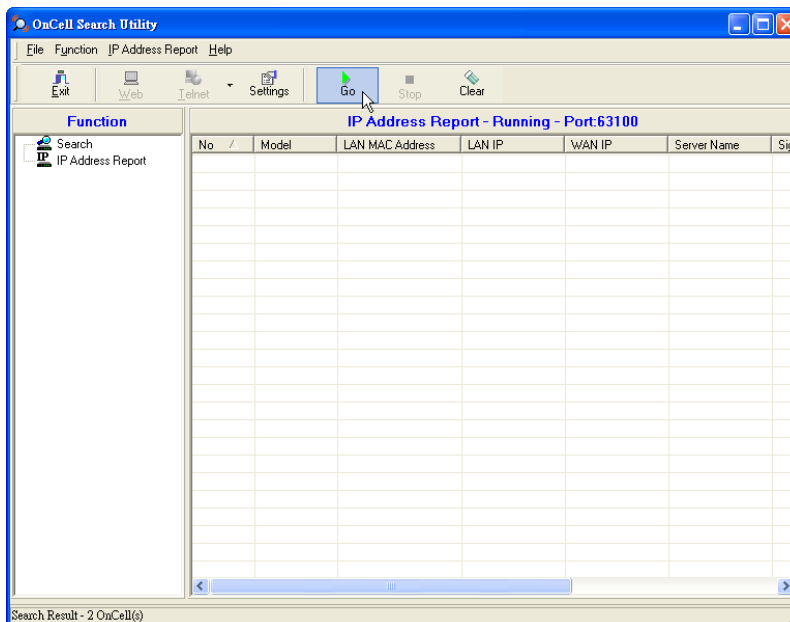 OnCell Search Utility
File Function IP Address Report Help
Exit Web Telnet Settings Go Stop Clear
Function
IP Address Report - Running - Port:63100
Search
IP Address Report
No Model LAN MAC Address LAN IP WAN IP Server Name Sig
Search Result - 2 OnCell(s)